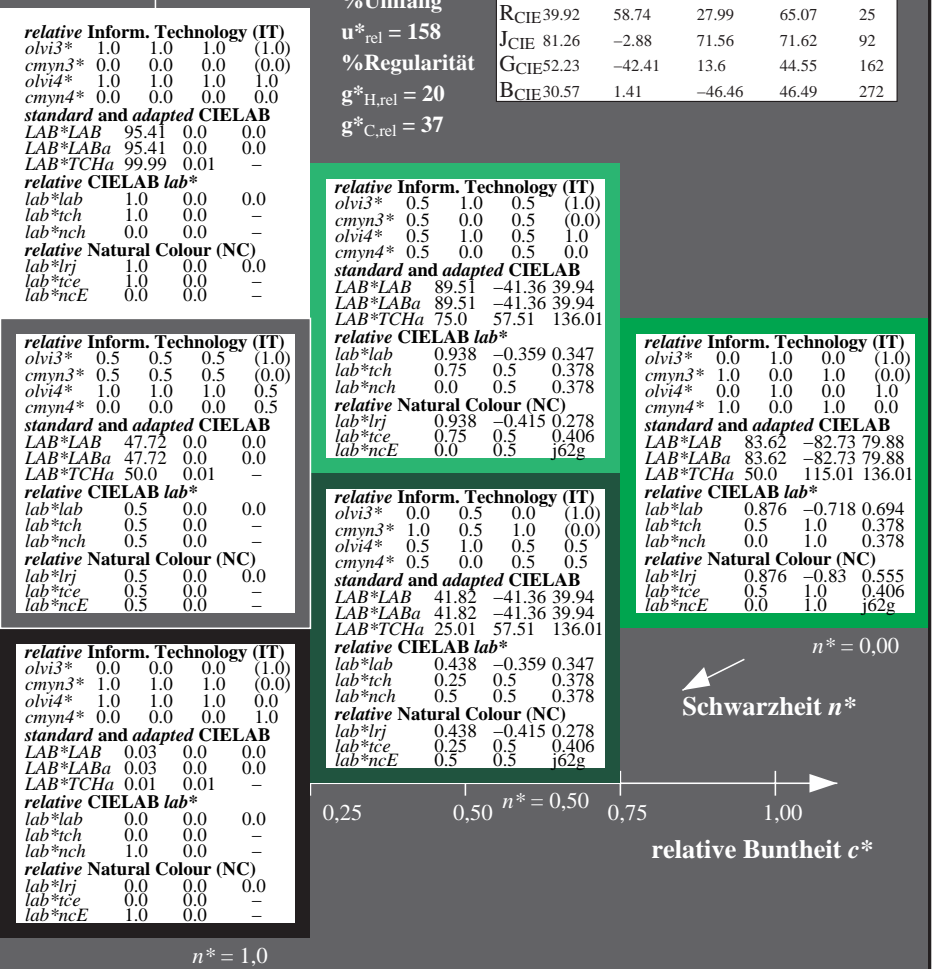 %Umfang
u*rel = 158
%Regularität
g*H,rel = 20
g*C,rel = 37
RCIE 39.92 58.74 27.99 65.07 25
JCIE 81.26 −2.88 71.56 71.62 92
GCIE 52.23 −42.41 13.6 44.55 162
BCIE 30.57 1.41 −46.46 46.49 272
relative Inform. Technology (IT)
olvi3* 1.0 1.0 1.0 (1.0)
cmyn3* 0.0 0.0 0.0 (0.0)
olvi4* 1.0 1.0 1.0 1.0
cmyn4* 0.0 0.0 0.0 0.0
standard and adapted CIELAB
LAB*LAB 95.41 0.0 0.0
LAB*LABa 95.41 0.0 0.0
LAB*TCHa 99.99 0.01 –
relative CIELAB lab*
lab*lab 1.0 0.0 0.0
lab*tch 1.0 0.0 –
lab*nch 0.0 0.0 –
relative Natural Colour (NC)
lab*lrj 1.0 0.0 0.0
lab*tce 1.0 0.0 –
lab*ncE 0.0 0.0 –
relative Inform. Technology (IT)
olvi3* 0.5 1.0 0.5 (1.0)
cmyn3* 0.5 0.0 0.5 (0.0)
olvi4* 0.5 1.0 0.5 1.0
cmyn4* 0.5 0.0 0.5 0.0
standard and adapted CIELAB
LAB*LAB 89.51 −41.36 39.94
LAB*LABa 89.51 −41.36 39.94
LAB*TCHa 75.0 57.51 136.01
relative CIELAB lab*
lab*lab 0.938 −0.359 0.347
lab*tch 0.75 0.5 0.378
lab*nch 0.0 0.5 0.378
relative Natural Colour (NC)
lab*lrj 0.938 −0.415 0.278
lab*tce 0.75 0.5 0.406
lab*ncE 0.0 0.5 j62g
relative Inform. Technology (IT)
olvi3* 0.5 0.5 0.5 (1.0)
cmyn3* 0.5 0.5 0.5 (0.0)
olvi4* 1.0 1.0 1.0 0.5
cmyn4* 0.0 0.0 0.0 0.5
standard and adapted CIELAB
LAB*LAB 47.72 0.0 0.0
LAB*LABa 47.72 0.0 0.0
LAB*TCHa 50.0 0.01 –
relative CIELAB lab*
lab*lab 0.5 0.0 0.0
lab*tch 0.5 0.0 –
lab*nch 0.5 0.0 –
relative Natural Colour (NC)
lab*lrj 0.5 0.0 0.0
lab*tce 0.5 0.0 –
lab*ncE 0.5 0.0 –
relative Inform. Technology (IT)
olvi3* 0.0 1.0 0.0 (1.0)
cmyn3* 1.0 0.0 1.0 (0.0)
olvi4* 0.0 1.0 0.0 1.0
cmyn4* 1.0 0.0 1.0 0.0
standard and adapted CIELAB
LAB*LAB 83.62 −82.73 79.88
LAB*LABa 83.62 −82.73 79.88
LAB*TCHa 50.0 115.01 136.01
relative CIELAB lab*
lab*lab 0.876 −0.718 0.694
lab*tch 0.5 1.0 0.378
lab*nch 0.0 1.0 0.378
relative Natural Colour (NC)
lab*lrj 0.876 −0.83 0.555
lab*tce 0.5 1.0 0.406
lab*ncE 0.0 1.0 j62g
relative Inform. Technology (IT)
olvi3* 0.0 0.5 0.0 (1.0)
cmyn3* 1.0 0.5 1.0 (0.0)
olvi4* 0.5 1.0 0.5 0.5
cmyn4* 0.5 0.0 0.5 0.5
standard and adapted CIELAB
LAB*LAB 41.82 −41.36 39.94
LAB*LABa 41.82 −41.36 39.94
LAB*TCHa 25.01 57.51 136.01
relative CIELAB lab*
lab*lab 0.438 −0.359 0.347
lab*tch 0.25 0.5 0.378
lab*nch 0.5 0.5 0.378
relative Natural Colour (NC)
lab*lrj 0.438 −0.415 0.278
lab*tce 0.25 0.5 0.406
lab*ncE 0.5 0.5 j62g
relative Inform. Technology (IT)
olvi3* 0.0 0.0 0.0 (1.0)
cmyn3* 1.0 1.0 1.0 (0.0)
olvi4* 1.0 1.0 1.0 0.0
cmyn4* 0.0 0.0 0.0 1.0
standard and adapted CIELAB
LAB*LAB 0.03 0.0 0.0
LAB*LABa 0.03 0.0 0.0
LAB*TCHa 0.01 0.01 –
relative CIELAB lab*
lab*lab 0.0 0.0 0.0
lab*tch 0.0 0.0 –
lab*nch 1.0 0.0 –
relative Natural Colour (NC)
lab*lrj 0.0 0.0 0.0
lab*tce 0.0 0.0 –
lab*ncE 1.0 0.0 –
n* = 0,00
Schwarzheit n*
n* = 0,50
0,25 0,50 0,75 1,00
relative Buntheit c*
n* = 1,0